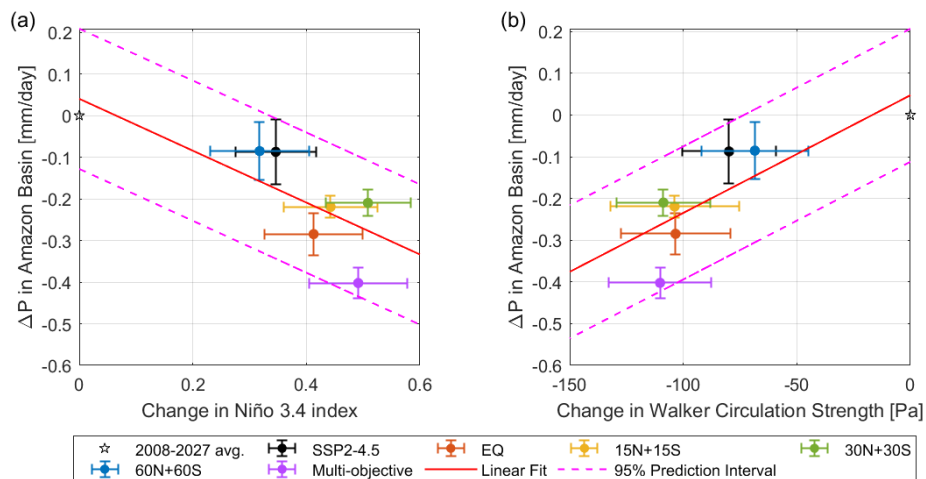 (a)
0.2
0.1
0
-0.1
-0.2
-0.3
-0.4
-0.5
-0.6
ΔP in Amazon Basin [mm/day]
0
0.2
0.4
0.6
Change in Niño 3.4 index
(b)
0.2
0.1
0
-0.1
-0.2
-0.3
-0.4
-0.5
-0.6
ΔP in Amazon Basin [mm/day]
-150
-100
-50
0
Change in Walker Circulation Strength [Pa]
2008-2027 avg.
SSP2-4.5
EQ
15N+15S
30N+30S
60N+60S
Multi-objective
Linear Fit
95% Prediction Interval